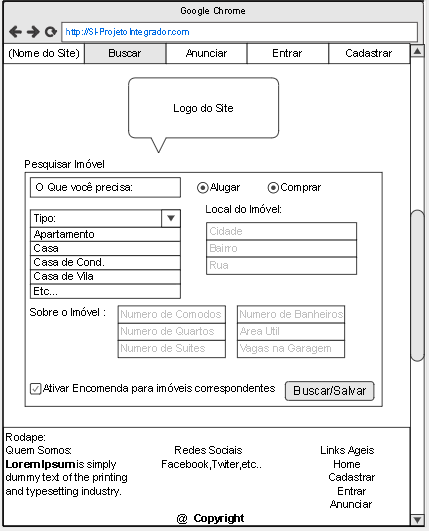 Google Chrome
http://SI-ProjetoIntegrador.com
(Nome do Site) Buscar Anunciar Entrar Cadastrar
Logo do Site
Pesquisar Imóvel
O Que você precisa: Alugar Comprar
Tipo:
Apartamento
Casa
Casa de Cond.
Casa de Vila
Etc...
Local do Imóvel:
Cidade
Bairro
Rua
Sobre o Imóvel : Numero de Comodos Numero de Banheiros
Numero de Quartos Area Util
Numero de Suites Vagas na Garagem
Ativar Encomenda para imóveis correspondentes Buscar/Salvar
Rodape:
Quem Somos:
Lorem Ipsum is simply
dummy text of the printing
and typesetting industry.
Redes Sociais
Facebook,Twiter,etc..
Links Ageis
Home
Cadastrar
Entrar
Anunciar
@ Copyright